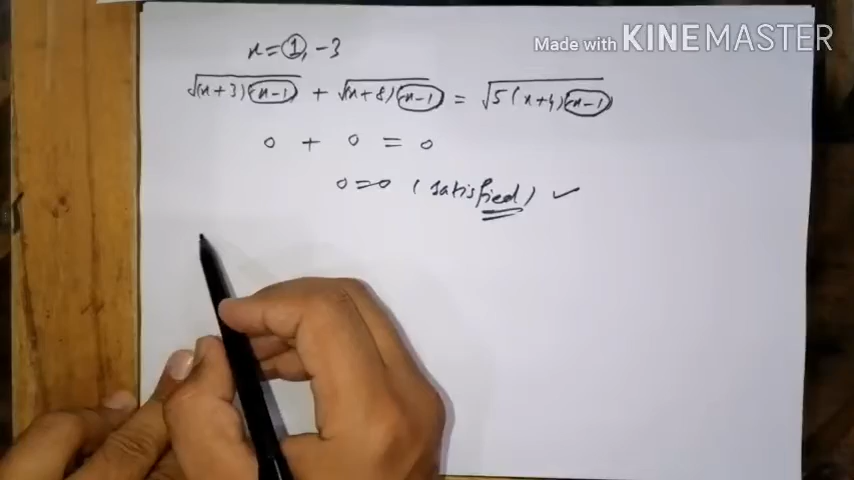 Made with KINEMASTER
x = 1, -3
√(x+3)(x-1) + √(x+8)(x-1) = √5(x+4)(x-1)
0 + 0 = 0
0=0 (satisfied) ✓